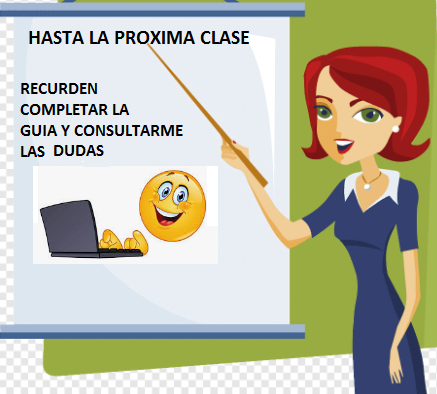 HASTA LA PROXIMA CLASE
RECURDEN
COMPLETAR LA
GUIA Y CONSULTARME
LAS DUDAS